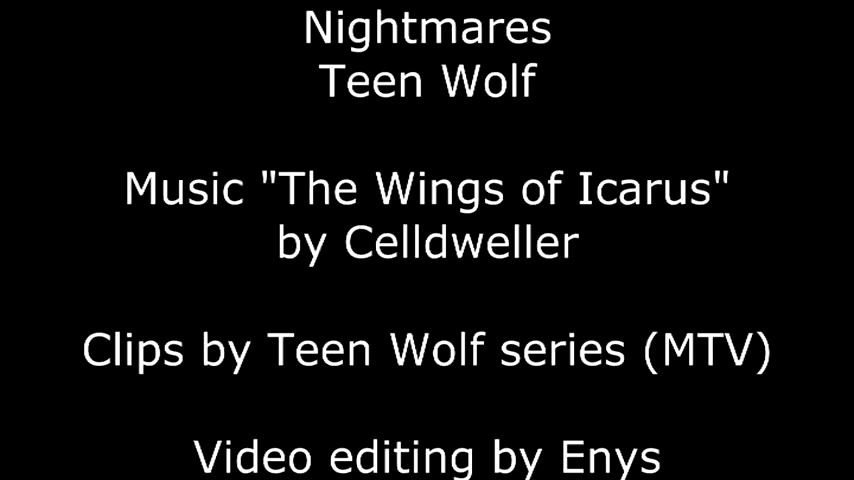 Nightmares
Teen Wolf
Music "The Wings of Icarus"
by Celldweller
Clips by Teen Wolf series (MTV)
Video editing by Enys